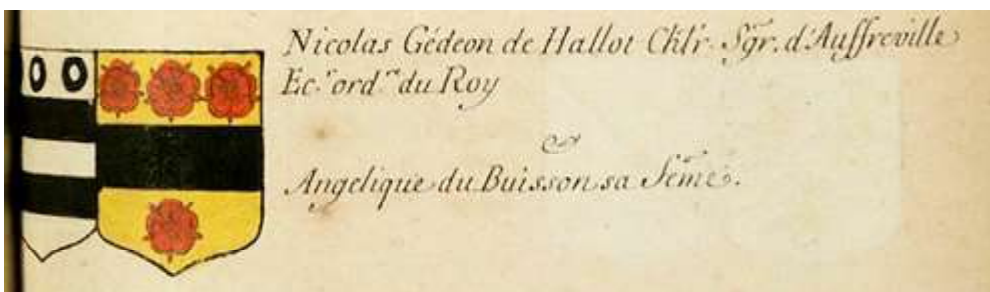 Nicolas Gédeon de Hallot Chlr. Sgr. d'Auffreville
Ec.r ord.re du Roy
&
Angelique du Buisson sa Feme.